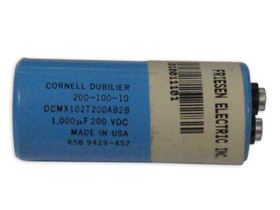 CORNELL DUBILIER
200-100-10
DCMX102T200AB2B
1,000µF 200 VDC
MADE IN USA
658 9429-457
FRIESEN ELECTRIC INC.